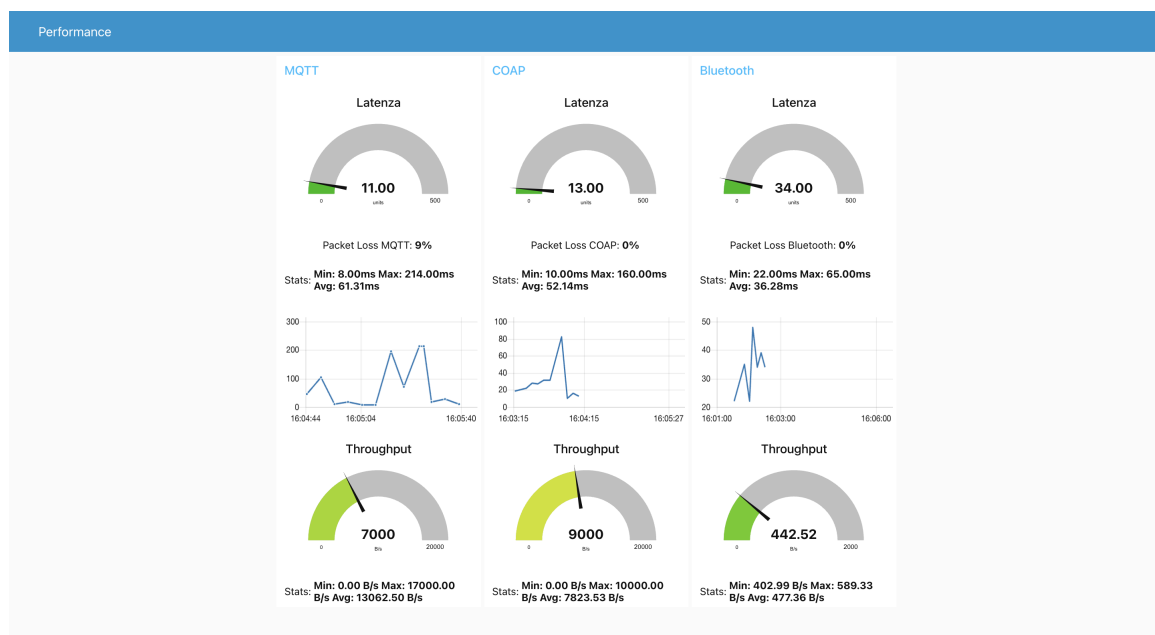 Performance
MQTT
Latenza
11.00
units
0
500
Packet Loss MQTT: 9%
Stats: Min: 8.00ms Max: 214.00ms
Avg: 61.31ms
300
200
100
0
16:04:44
16:05:04
16:05:40
Throughput
7000
B/s
0
20000
Stats: Min: 0.00 B/s Max: 17000.00
B/s Avg: 13062.50 B/s
COAP
Latenza
13.00
units
0
500
Packet Loss COAP: 0%
Stats: Min: 10.00ms Max: 160.00ms
Avg: 52.14ms
100
80
60
40
20
0
16:03:15
16:04:15
16:05:27
Throughput
9000
B/s
0
20000
Stats: Min: 0.00 B/s Max: 10000.00
B/s Avg: 7823.53 B/s
Bluetooth
Latenza
34.00
units
0
500
Packet Loss Bluetooth: 0%
Stats: Min: 22.00ms Max: 65.00ms
Avg: 36.28ms
50
40
30
20
16:01:00
16:03:00
16:06:00
Throughput
442.52
B/s
0
2000
Stats: Min: 402.99 B/s Max: 589.33
B/s Avg: 477.36 B/s